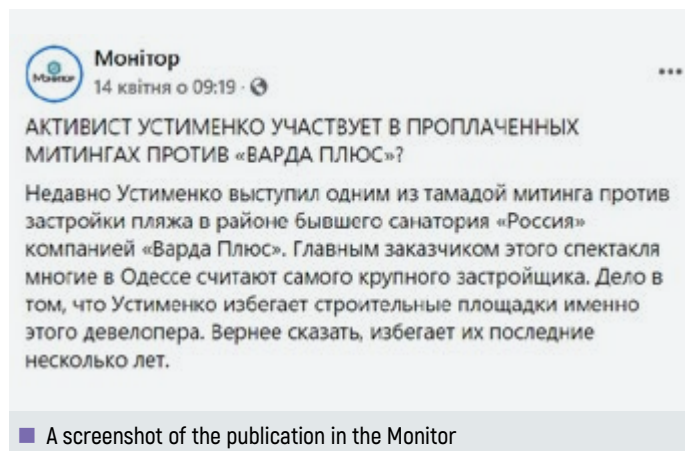 Монітор
14 квітня о 09:19 ·
АКТИВИСТ УСТИМЕНКО УЧАСТВУЕТ В ПРОПЛАЧЕННЫХ
МИТИНГАХ ПРОТИВ «ВАРДА ПЛЮС»?
Недавно Устименко выступил одним из тамадой митинга против
застройки пляжа в районе бывшего санатория «Россия»
компанией «Варда Плюс». Главным заказчиком этого спектакля
многие в Одессе считают самого крупного застройщика. Дело в
том, что Устименко избегает строительные площадки именно
этого девелопера. Вернее сказать, избегает их последние
несколько лет.
A screenshot of the publication in the Monitor